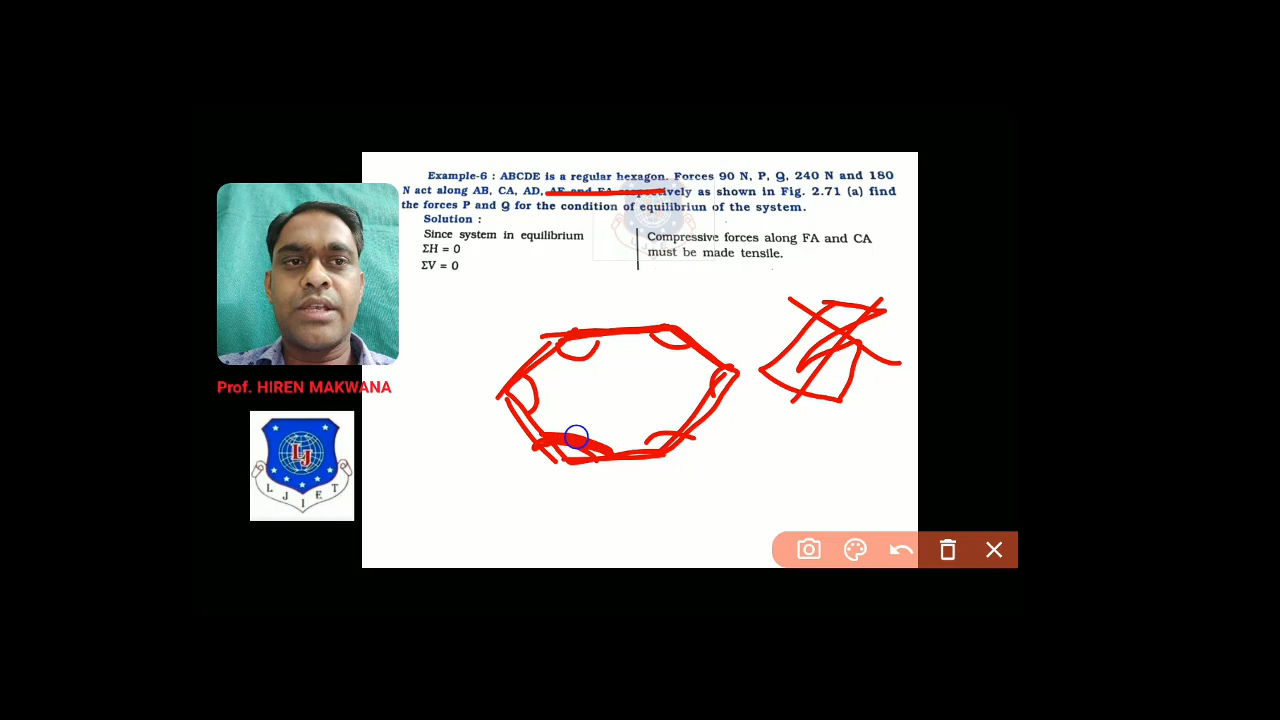 Example-6 : ABCDE is a regular hexagon. Forces 90 N, P, Q, 240 N and 180
N act along AB, CA, AD, AE and FA respectively as shown in Fig. 2.71 (a) find
the forces P and Q for the condition of equilibriun of the system.
Solution :
Since system in equilibrium
ΣH = 0
ΣV = 0
Compressive forces along FA and CA
must be made tensile.
Prof. HIREN MAKWANA
LJ
L J I E T